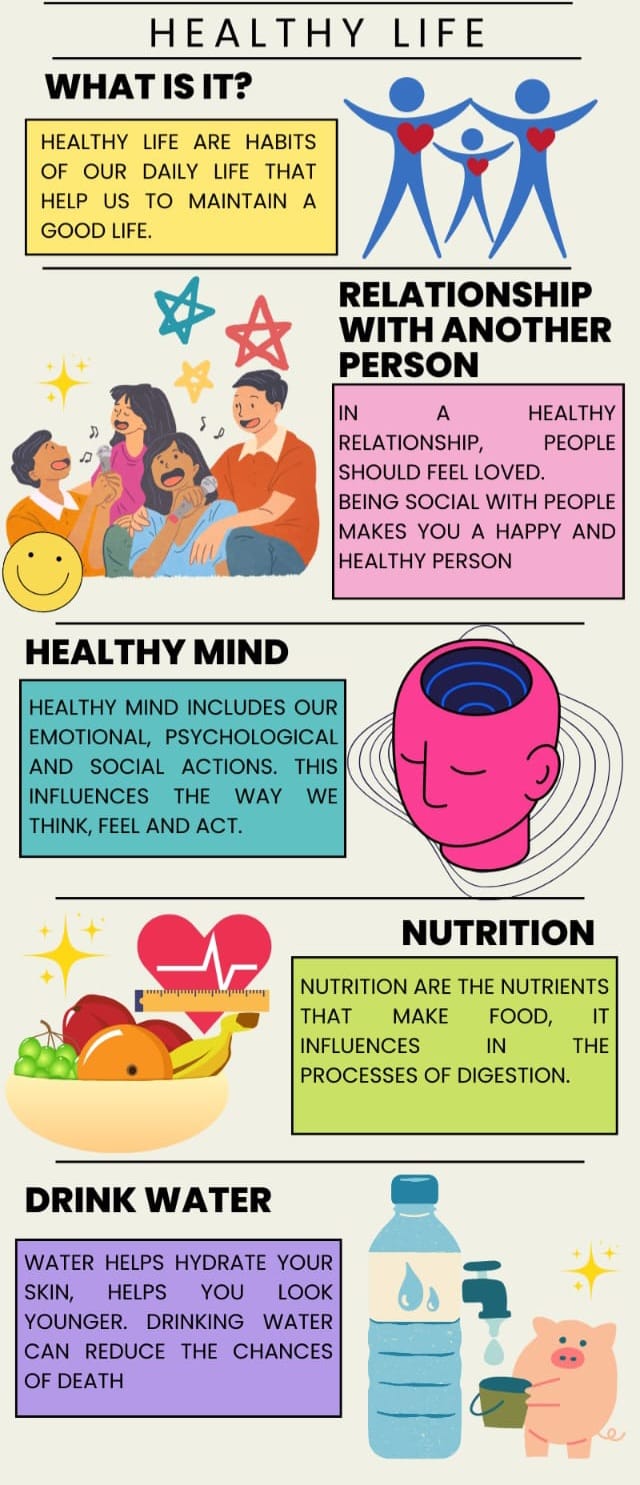 HEALTHY LIFE
WHAT IS IT?
HEALTHY LIFE ARE HABITS
OF OUR DAILY LIFE THAT
HELP US TO MAINTAIN A
GOOD LIFE.
RELATIONSHIP
WITH ANOTHER
PERSON
IN A HEALTHY
RELATIONSHIP, PEOPLE
SHOULD FEEL LOVED.
BEING SOCIAL WITH PEOPLE
MAKES YOU A HAPPY AND
HEALTHY PERSON
HEALTHY MIND
HEALTHY MIND INCLUDES OUR
EMOTIONAL, PSYCHOLOGICAL
AND SOCIAL ACTIONS. THIS
INFLUENCES THE WAY WE
THINK, FEEL AND ACT.
NUTRITION
NUTRITION ARE THE NUTRIENTS
THAT MAKE FOOD, IT
INFLUENCES IN THE
PROCESSES OF DIGESTION.
DRINK WATER
WATER HELPS HYDRATE YOUR
SKIN, HELPS YOU LOOK
YOUNGER. DRINKING WATER
CAN REDUCE THE CHANCES
OF DEATH